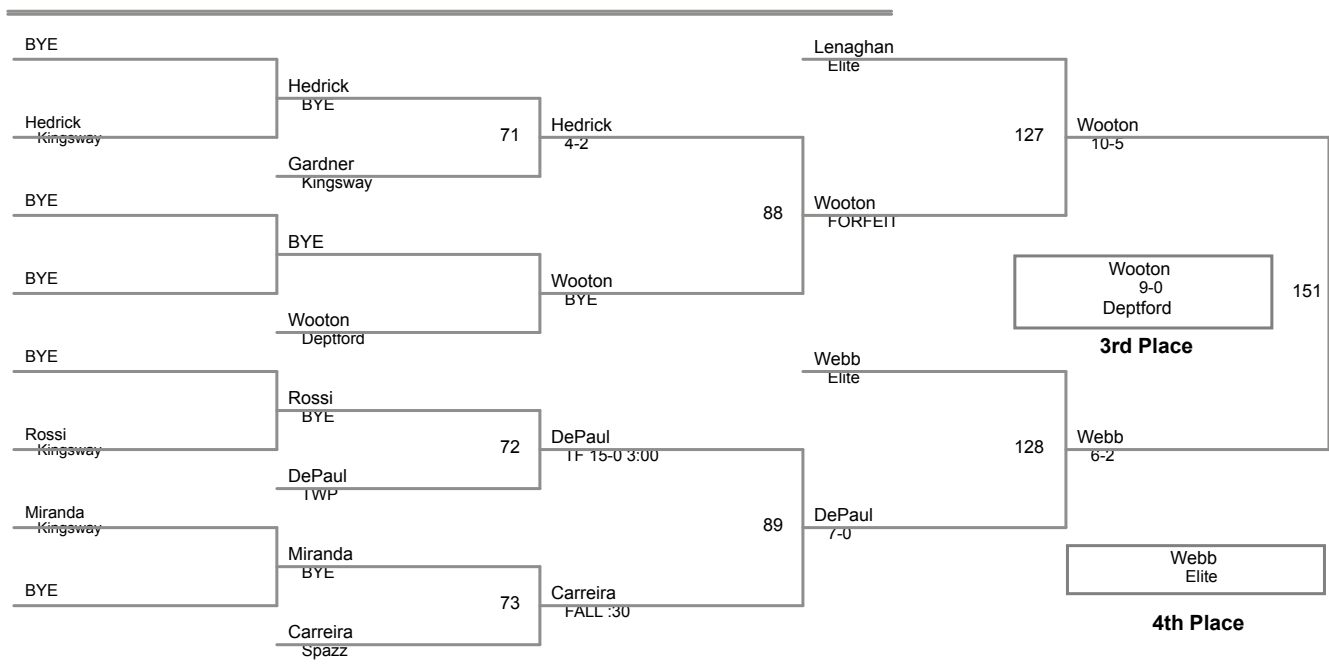 BYE
Hedrick
Kingsway
BYE
BYE
BYE
Rossi
Kingsway
Miranda
Kingsway
BYE
Hedrick
BYE
71
Gardner
Kingsway
BYE
Wooton
Deptford
Rossi
BYE
72
DePaul
TWP
Miranda
BYE
73
Carreira
Spazz
Hedrick
4-2
88
Wooton
BYE
DePaul
TF 15-0 3:00
89
Carreira
FALL :30
Lenaghan
Elite
127
Wooton
FORFEIT
Webb
Elite
128
DePaul
7-0
Wooton
10-5
Wooton
9-0
Deptford
151
3rd Place
Webb
6-2
Webb
Elite
4th Place